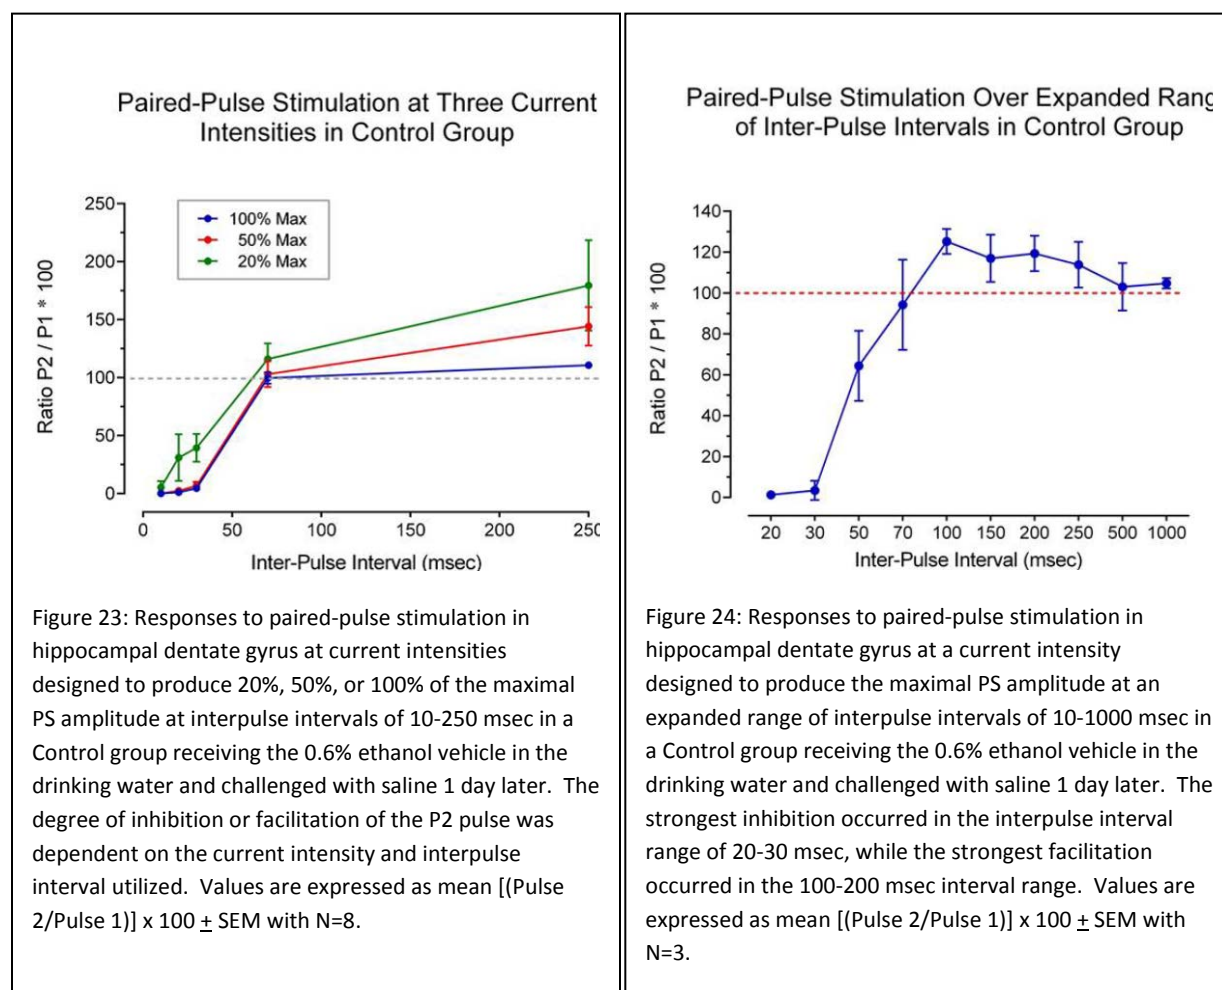 Paired-Pulse Stimulation at Three Current
Intensities in Control Group
250
200
150
100
50
0
Ratio P2 / P1 * 100
100% Max
50% Max
20% Max
0 50 100 150 200 250
Inter-Pulse Interval (msec)
Figure 23: Responses to paired-pulse stimulation in
hippocampal dentate gyrus at current intensities
designed to produce 20%, 50%, or 100% of the maximal
PS amplitude at interpulse intervals of 10-250 msec in a
Control group receiving the 0.6% ethanol vehicle in the
drinking water and challenged with saline 1 day later.  The
degree of inhibition or facilitation of the P2 pulse was
dependent on the current intensity and interpulse
interval utilized.  Values are expressed as mean [(Pulse
2/Pulse 1)] x 100 + SEM with N=8.
Paired-Pulse Stimulation Over Expanded Rang
of Inter-Pulse Intervals in Control Group
140
120
100
80
60
40
20
0
Ratio P2 / P1 * 100
20 30 50 70 100 150 200 250 500 1000
Inter-Pulse Interval (msec)
Figure 24: Responses to paired-pulse stimulation in
hippocampal dentate gyrus at a current intensity
designed to produce the maximal PS amplitude at an
expanded range of interpulse intervals of 10-1000 msec in
a Control group receiving the 0.6% ethanol vehicle in the
drinking water and challenged with saline 1 day later.  The
strongest inhibition occurred in the interpulse interval
range of 20-30 msec, while the strongest facilitation
occurred in the 100-200 msec interval range.  Values are
expressed as mean [(Pulse 2/Pulse 1)] x 100 + SEM with
N=3.